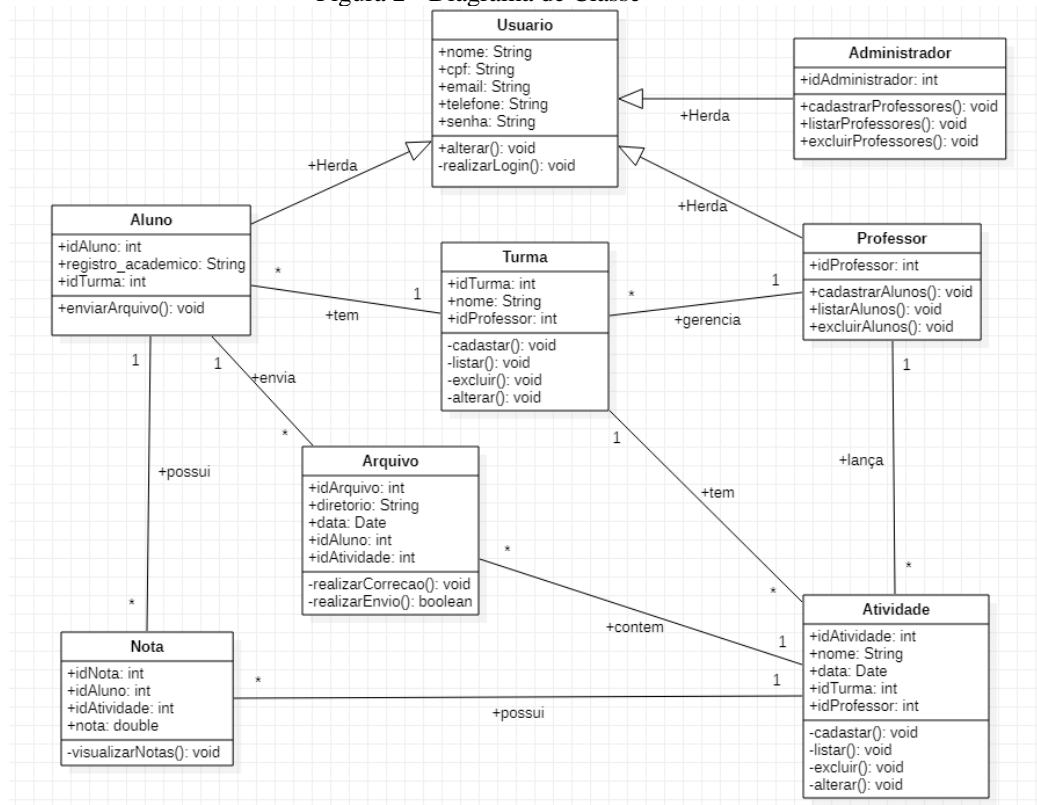 Figura 2 - Diagrama de Classe
Usuario
+nome: String
+cpf: String
+email: String
+telefone: String
+senha: String
+alterar(): void
-realizarLogin(): void
Administrador
+idAdministrador: int
+cadastrarProfessores(): void
+listarProfessores(): void
+excluirProfessores(): void
+Herda
+Herda
+Herda
Aluno
+idAluno: int
+registro_academico: String
+idTurma: int
+enviarArquivo(): void
*
1
+tem
Turma
+idTurma: int
+nome: String
+idProfessor: int
-cadastar(): void
-listar(): void
-excluir(): void
-alterar(): void
*
1
+gerencia
Professor
+idProfessor: int
+cadastrarAlunos(): void
+listarAlunos(): void
+excluirAlunos(): void
1
1
+envia
*
1
1
+possui
+lança
+tem
Arquivo
+idArquivo: int
+diretorio: String
+data: Date
+idAluno: int
+idAtividade: int
-realizarCorrecao(): void
-realizarEnvio(): boolean
*
+contem
1
*
*
*
Nota
+idNota: int
+idAluno: int
+idAtividade: int
+nota: double
-visualizarNotas(): void
*
1
+possui
Atividade
+idAtividade: int
+nome: String
+data: Date
+idTurma: int
+idProfessor: int
-cadastar(): void
-listar(): void
-excluir(): void
-alterar(): void